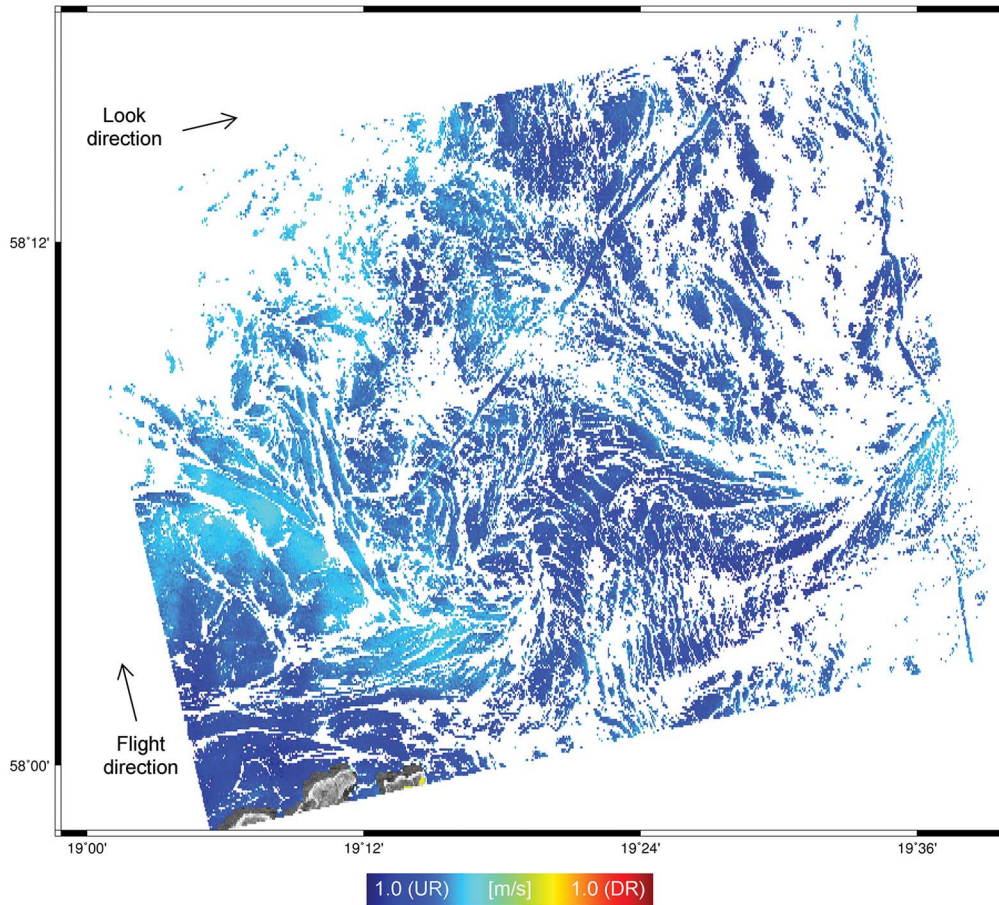 Look
direction
58°12'
Flight
direction
58°00'
19°00'
19°12'
19°24'
19°36'
1.0 (UR) [m/s] 1.0 (DR)